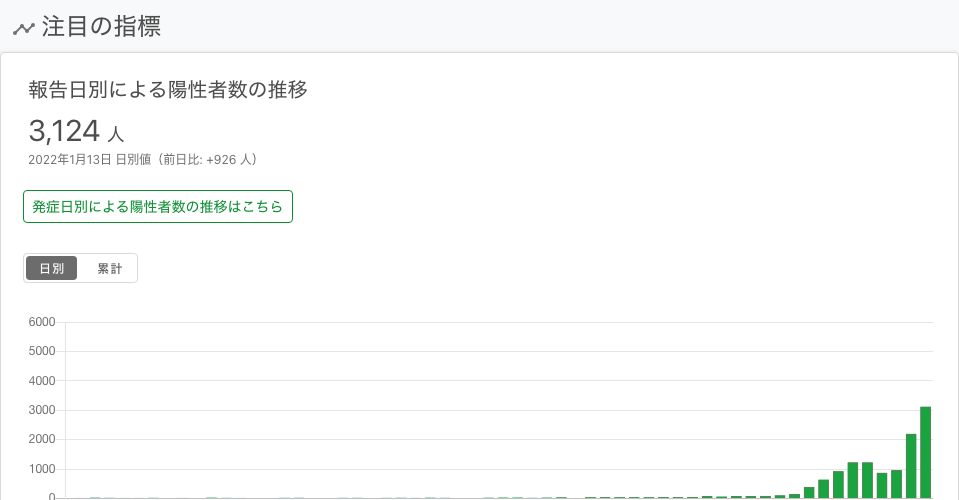 注目の指標
報告日別による陽性者数の推移
3,124 人
2022年1月13日 日別値（前日比: +926 人）
発症日別による陽性者数の推移はこちら
日別 累計
6000
5000
4000
3000
2000
1000
0